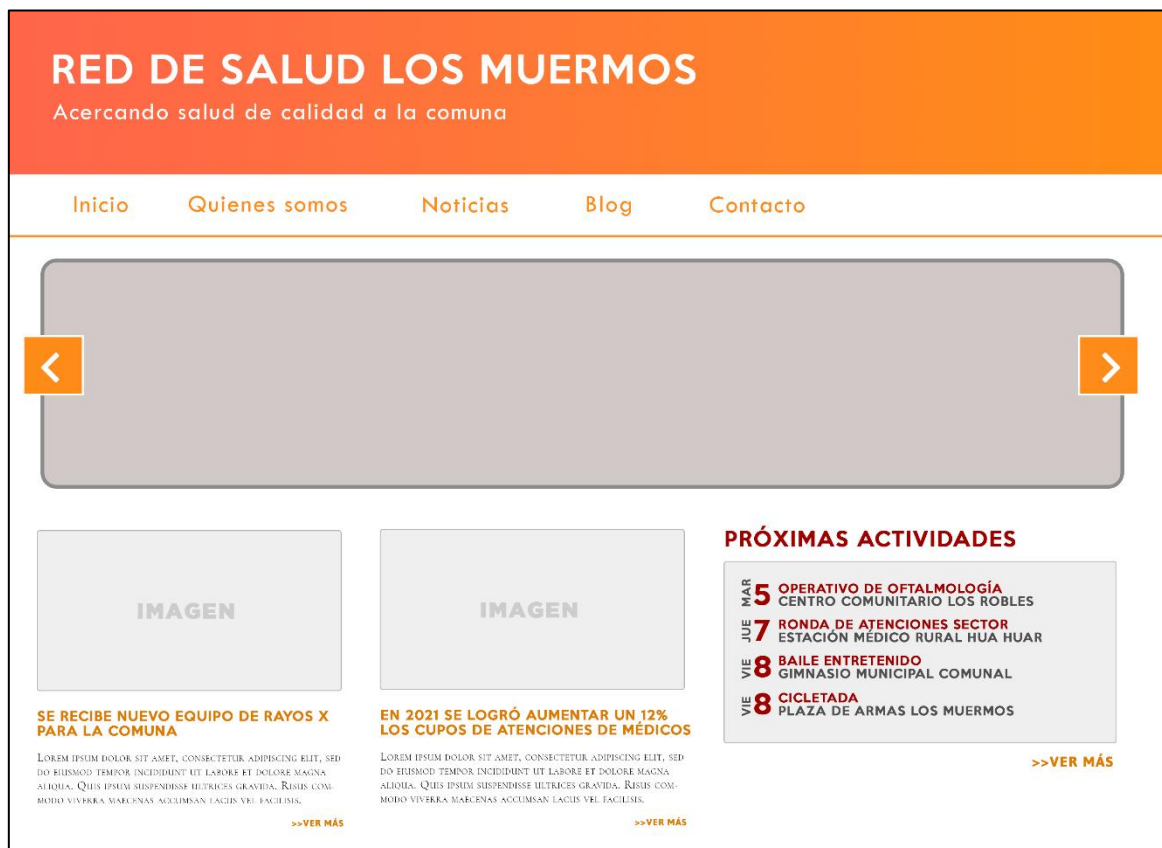 RED DE SALUD LOS MUERMOS
Acercando salud de calidad a la comuna
Inicio Quienes somos Noticias Blog Contacto
IMAGEN
SE RECIBE NUEVO EQUIPO DE RAYOS X
PARA LA COMUNA
LOREM IPSUM DOLOR SIT AMET, CONSECTETUR ADIPISCING ELIT, SED
DO EIUSMOD TEMPOR INCIDIDUNT UT LABORE ET DOLORE MAGNA
ALIQUA. QUIS IPSUM SUSPENDISSE ULTRICES GRAVIDA. RISUS COM-
MODO VIVERRA MAECENAS ACCUMSAN LACUS VEL FACILISIS.
>>VER MÁS
IMAGEN
EN 2021 SE LOGRÓ AUMENTAR UN 12%
LOS CUPOS DE ATENCIONES DE MÉDICOS
LOREM IPSUM DOLOR SIT AMET, CONSECTETUR ADIPISCING ELIT, SED
DO EIUSMOD TEMPOR INCIDIDUNT UT LABORE ET DOLORE MAGNA
ALIQUA. QUIS IPSUM SUSPENDISSE ULTRICES GRAVIDA. RISUS COM-
MODO VIVERRA MAECENAS ACCUMSAN LACUS VEL FACILISIS.
>>VER MÁS
PRÓXIMAS ACTIVIDADES
MAR 5 OPERATIVO DE OFTALMOLOGÍA
CENTRO COMUNITARIO LOS ROBLES
JUE 7 RONDA DE ATENCIONES SECTOR
ESTACIÓN MÉDICO RURAL HUA HUAR
VIE 8 BAILE ENTRETENIDO
GIMNASIO MUNICIPAL COMUNAL
VIE 8 CICLETADA
PLAZA DE ARMAS LOS MUERMOS
>>VER MÁS